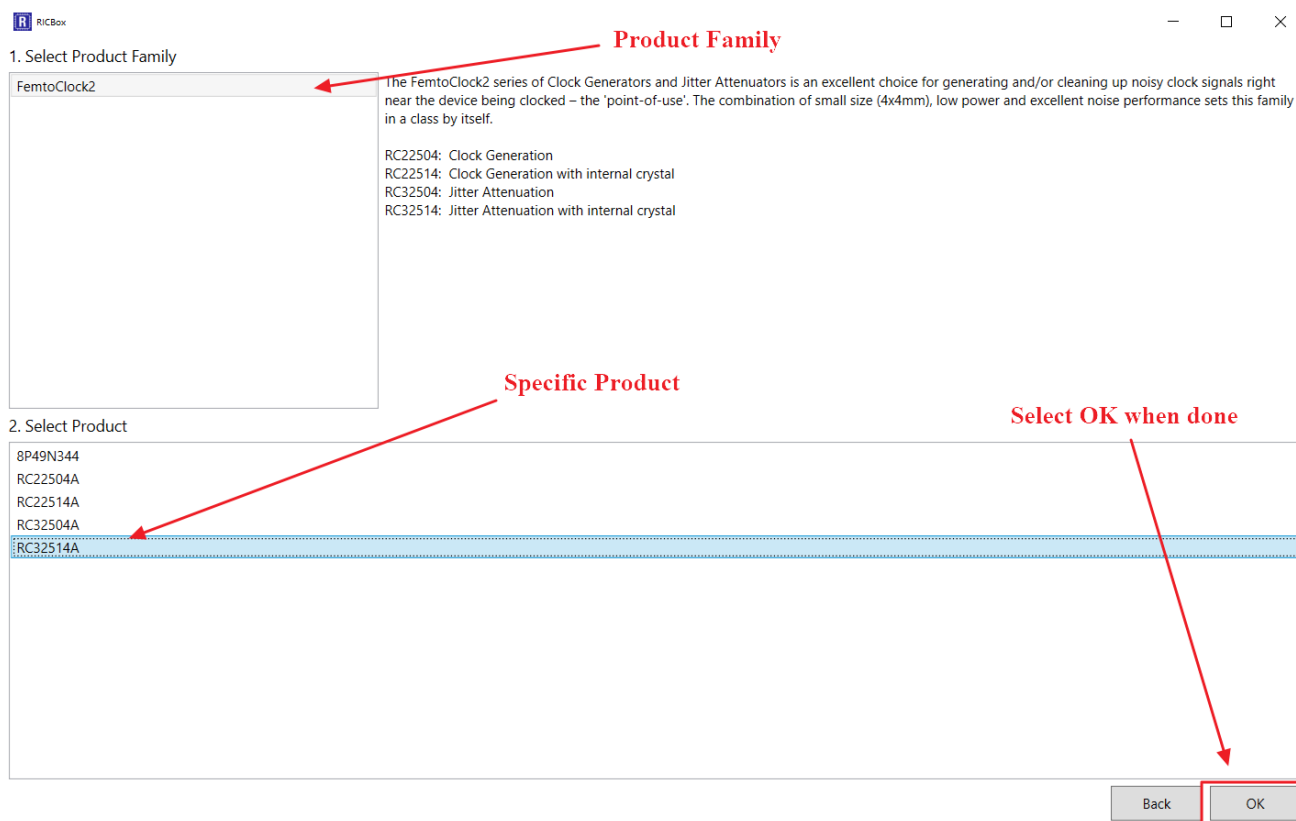 RICBox
Product Family
1. Select Product Family
FemtoClock2
The FemtoClock2 series of Clock Generators and Jitter Attenuators is an excellent choice for generating and/or cleaning up noisy clock signals right
near the device being clocked – the 'point-of-use'. The combination of small size (4x4mm), low power and excellent noise performance sets this family
in a class by itself.
RC22504: Clock Generation
RC22514: Clock Generation with internal crystal
RC32504: Jitter Attenuation
RC32514: Jitter Attenuation with internal crystal
Specific Product
Select OK when done
2. Select Product
8P49N344
RC22504A
RC22514A
RC32504A
RC32514A
Back
OK